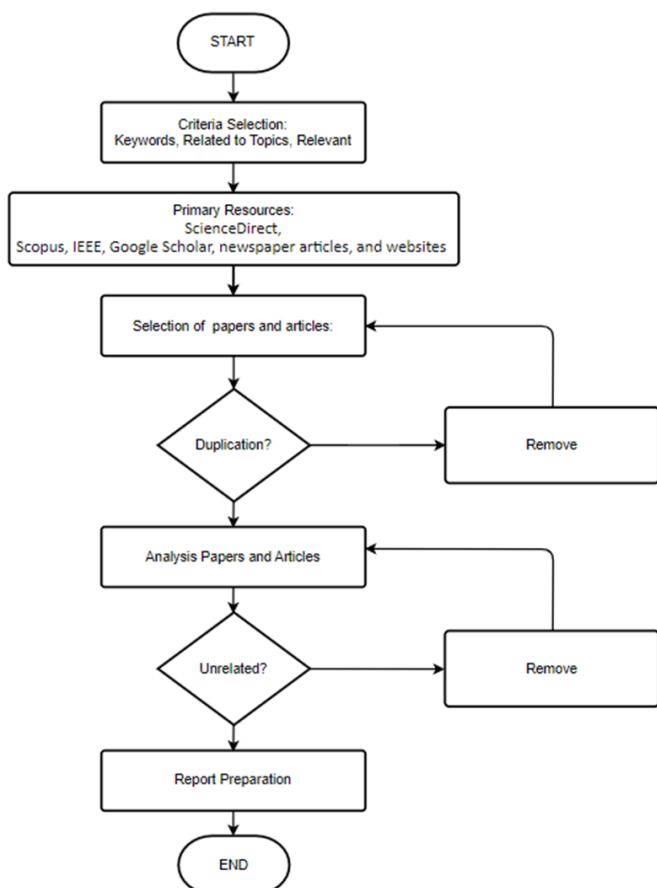 START
Criteria Selection:
Keywords, Related to Topics, Relevant
Primary Resources:
ScienceDirect,
Scopus, IEEE, Google Scholar, newspaper articles, and websites
Selection of papers and articles:
Duplication?
Remove
Analysis Papers and Articles
Unrelated?
Remove
Report Preparation
END